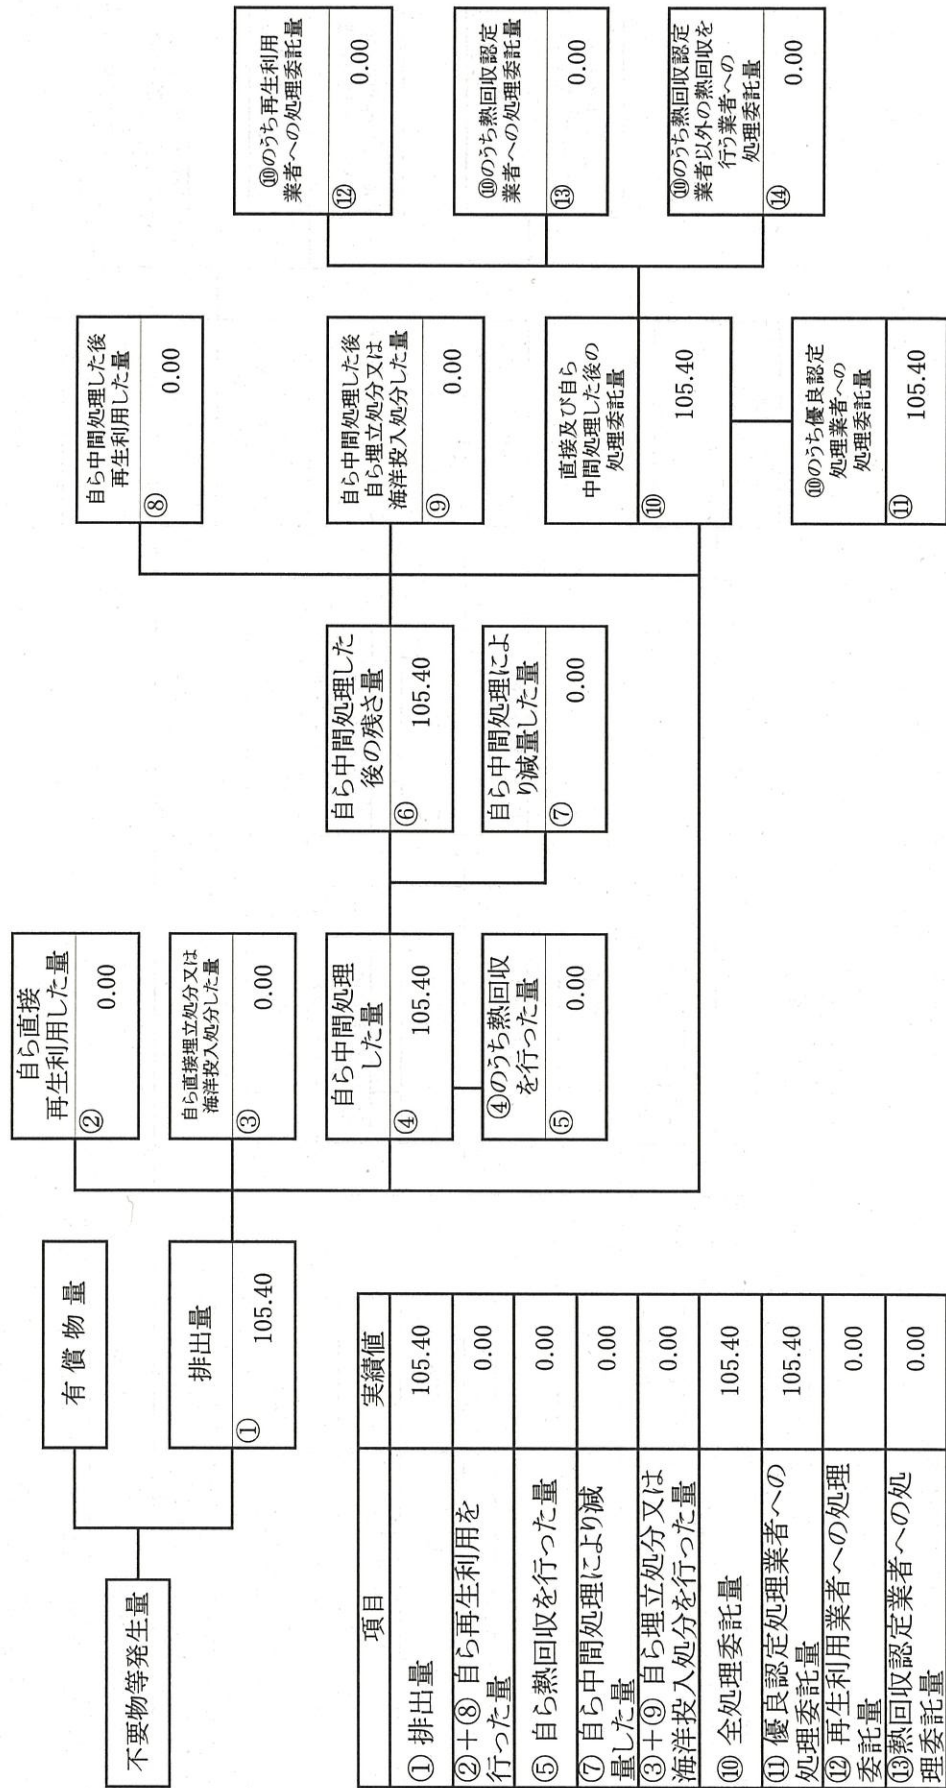 不要物等発生量
有償物量
排出量
①
105.40
自ら直接
再生利用した量
②
0.00
自ら直接埋立処分又は
海洋投入処分した量
③
0.00
自ら中間処理
した量
④
105.40
④のうち熱回収
を行った量
⑤
0.00
自ら中間処理した
後の残さ量
⑥
105.40
自ら中間処理によ
り減量した量
⑦
0.00
自ら中間処理した後
再生利用した量
⑧
0.00
自ら中間処理した後
自ら埋立処分又は
海洋投入処分した量
⑨
0.00
直接及び自ら
中間処理した後の
処理委託量
⑩
105.40
⑩のうち優良認定
処理業者への
処理委託量
⑪
105.40
⑩のうち再生利用
業者への処理委託量
⑫
0.00
⑩のうち熱回収認定
業者への処理委託量
⑬
0.00
⑩のうち熱回収認定
業者以外の熱回収を
行う業者への
処理委託量
⑭
0.00
項目 実績値
① 排出量 105.40
②+⑧ 自ら再生利用を
行った量 0.00
⑤ 自ら熱回収を行った量 0.00
⑦ 自ら中間処理により減
量した量 0.00
③+⑨ 自ら埋立処分又は
海洋投入処分を行った量 0.00
⑩ 全処理委託量 105.40
⑪ 優良認定処理業者への
処理委託量 105.40
⑫ 再生利用業者への処理
委託量 0.00
⑬熱回収認定業者への処
理委託量 0.00